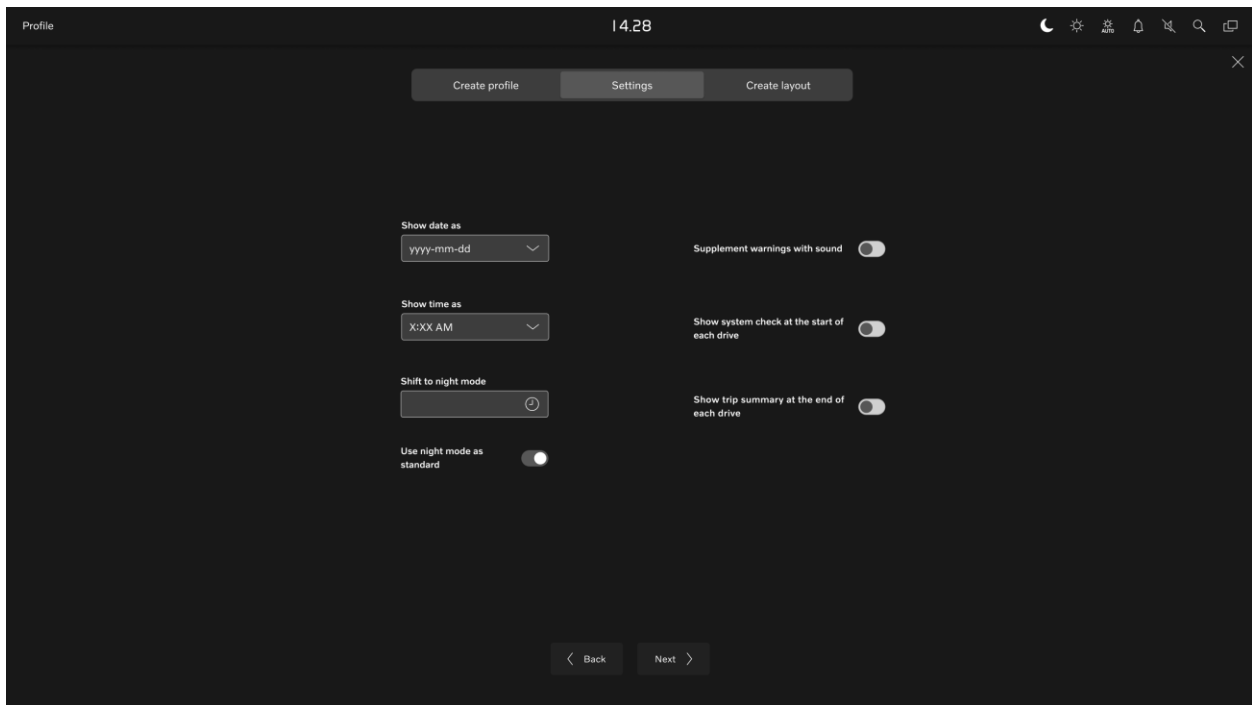 Profile
14.28
AUTO
Create profile
Settings
Create layout
Show date as
yyyy-mm-dd
Supplement warnings with sound
Show time as
X:XX AM
Show system check at the start of
each drive
Shift to night mode
Show trip summary at the end of
each drive
Use night mode as
standard
Back
Next